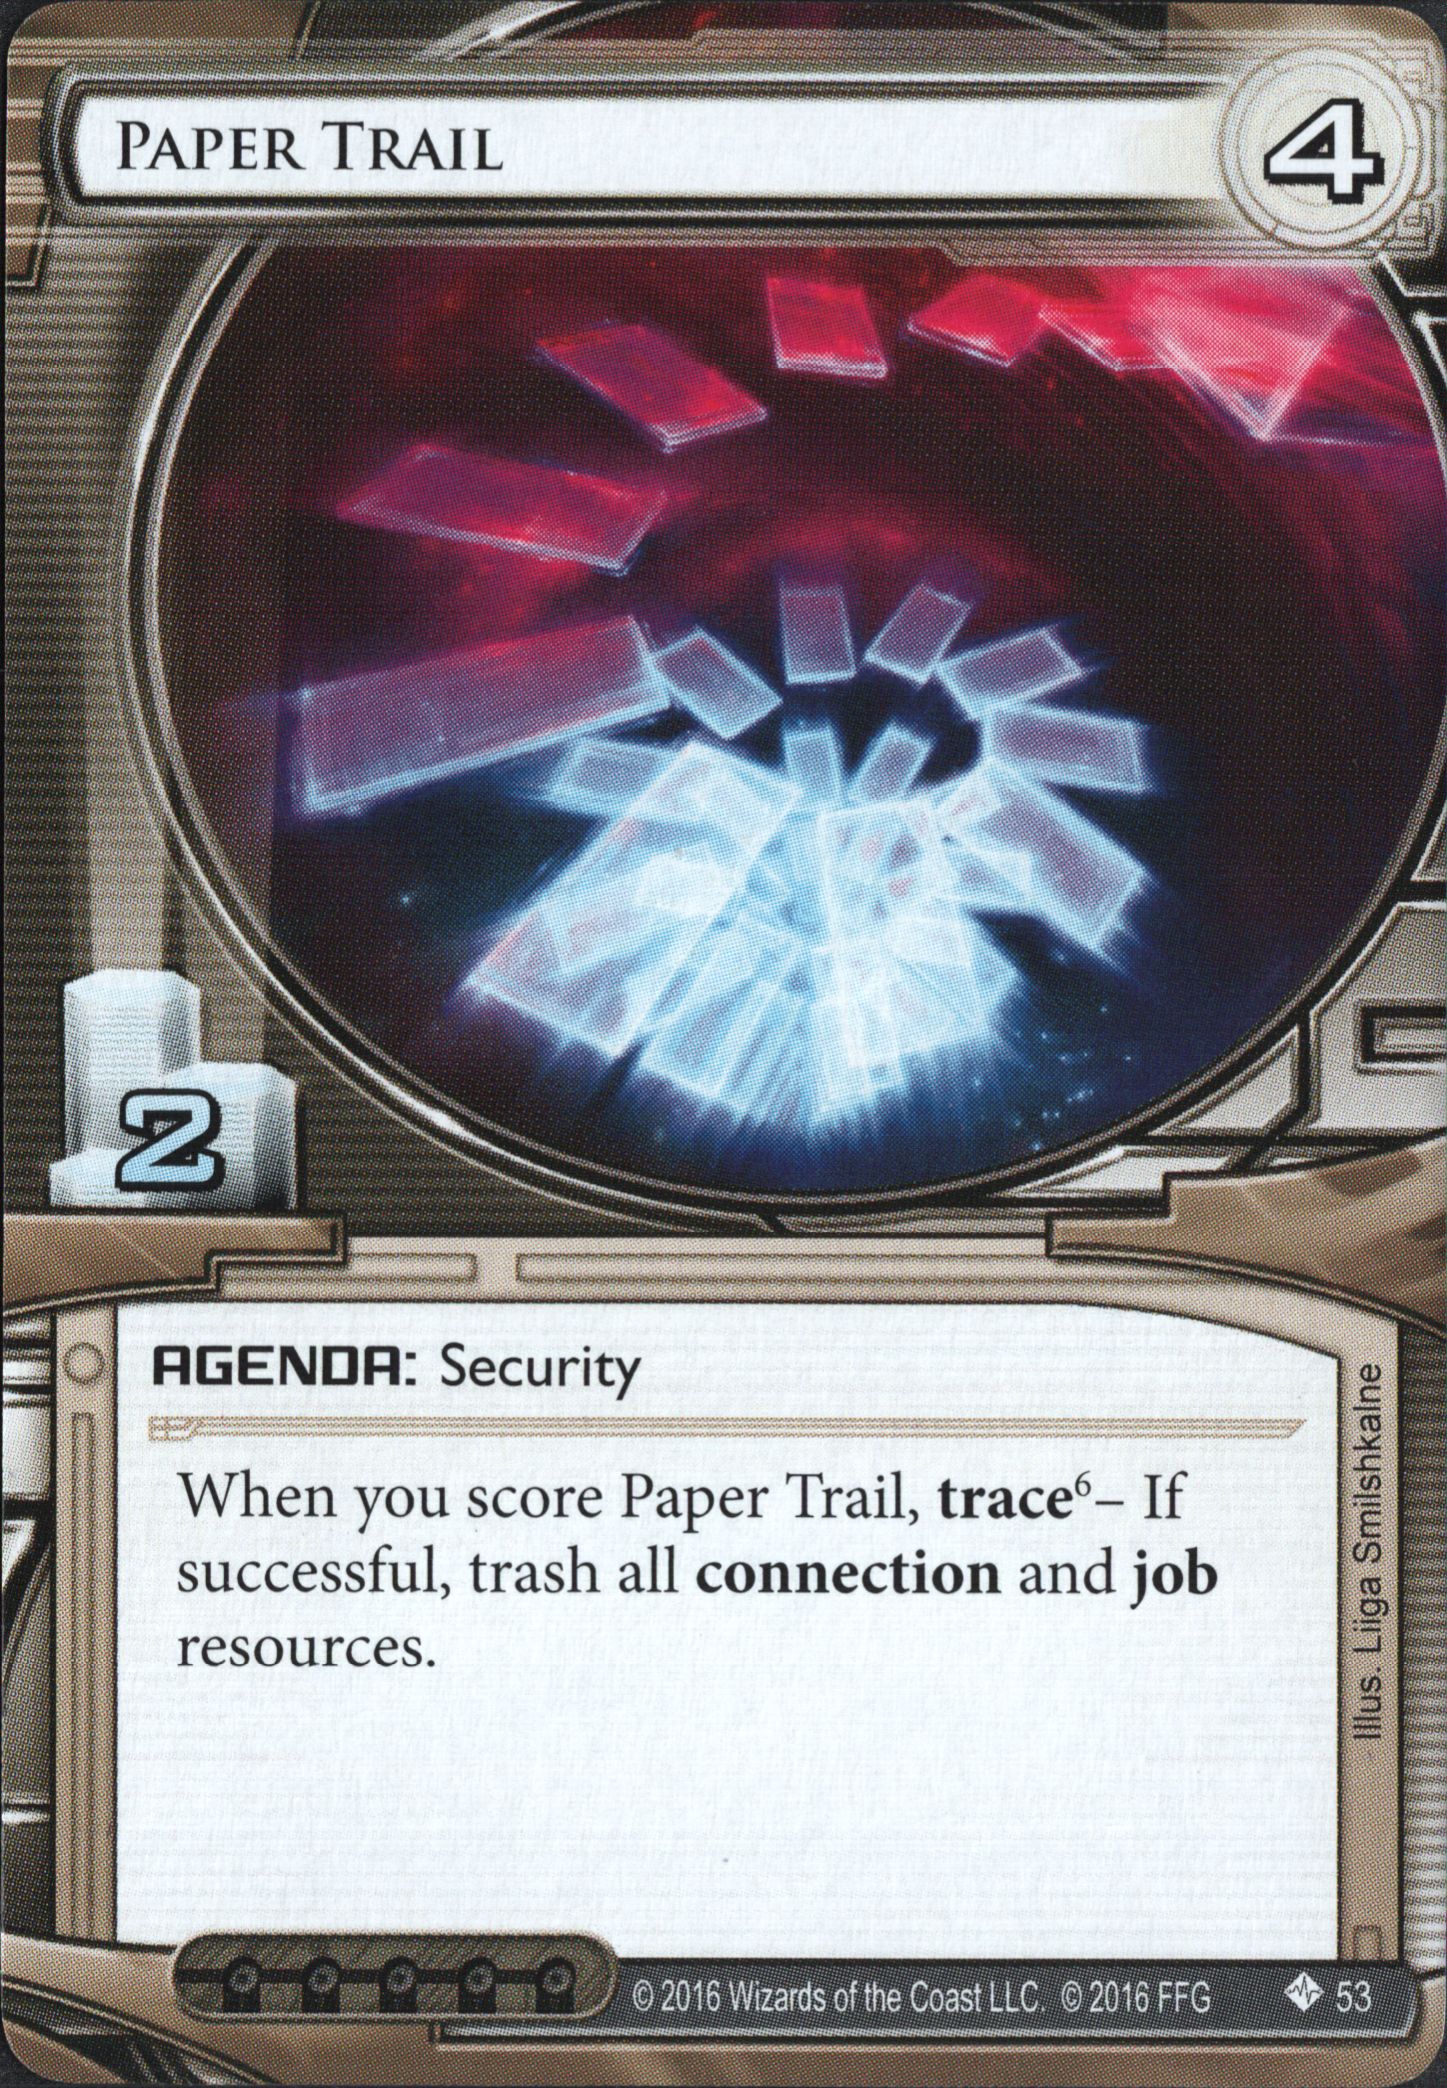 PAPER TRAIL
4
2
AGENDA: Security
When you score Paper Trail, trace⁶– If
successful, trash all connection and job
resources.
Illus. Liiga Smilshkalne
© 2016 Wizards of the Coast LLC. © 2016 FFG
53